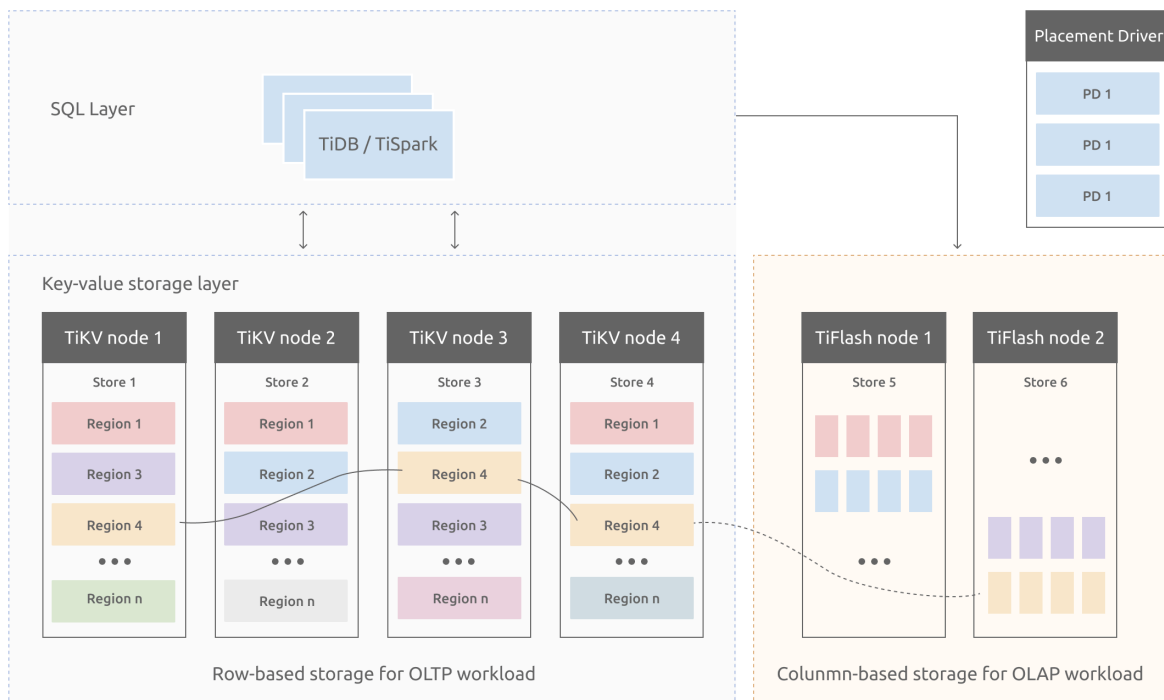 SQL Layer
TiDB / TiSpark
Placement Driver
PD 1
PD 1
PD 1
Key-value storage layer
TiKV node 1
Store 1
Region 1
Region 3
Region 4
Region n
TiKV node 2
Store 2
Region 1
Region 2
Region 3
Region n
TiKV node 3
Store 3
Region 2
Region 4
Region 3
Region n
TiKV node 4
Store 4
Region 1
Region 2
Region 4
Region n
Row-based storage for OLTP workload
TiFlash node 1
Store 5
TiFlash node 2
Store 6
Colunmn-based storage for OLAP workload